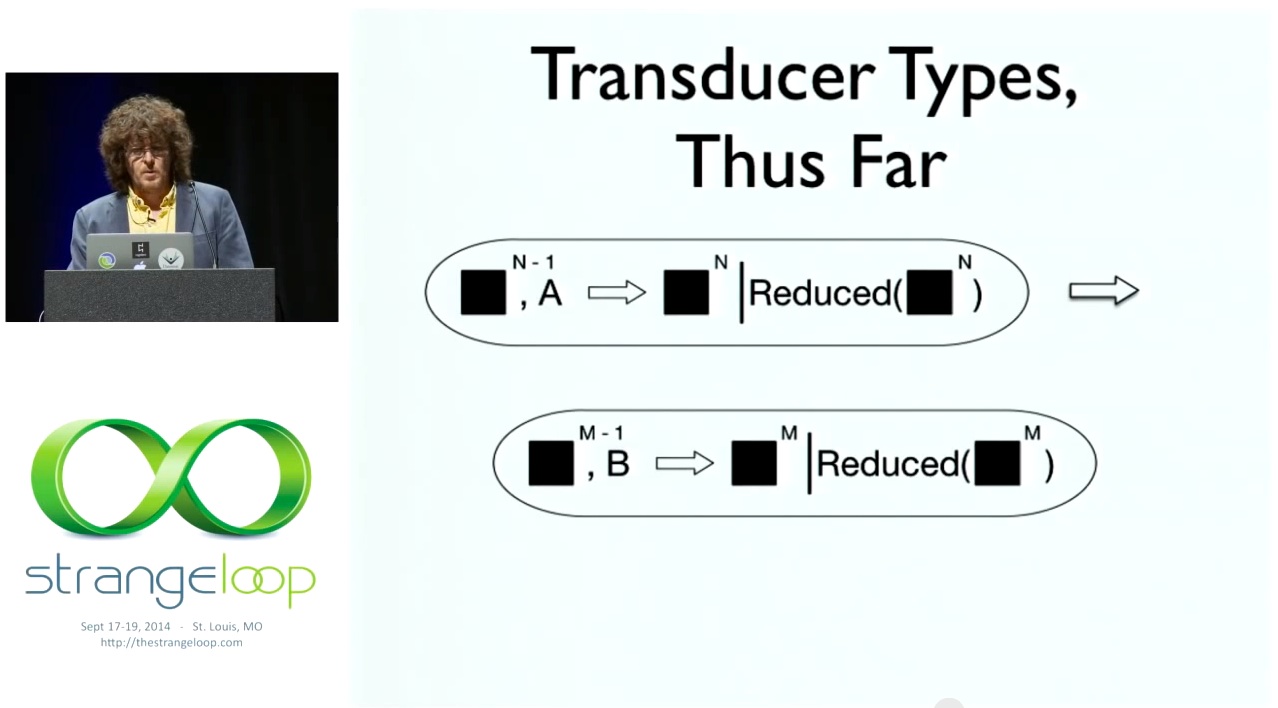 Transducer Types,
Thus Far
■ᴺ⁻¹, A ⇨ ■ᴺ | Reduced(■ᴺ) ⇨
■ᴹ⁻¹, B ⇨ ■ᴹ | Reduced(■ᴹ)
strangeloop
Sept 17-19, 2014 - St. Louis, MO
http://thestrangeloop.com